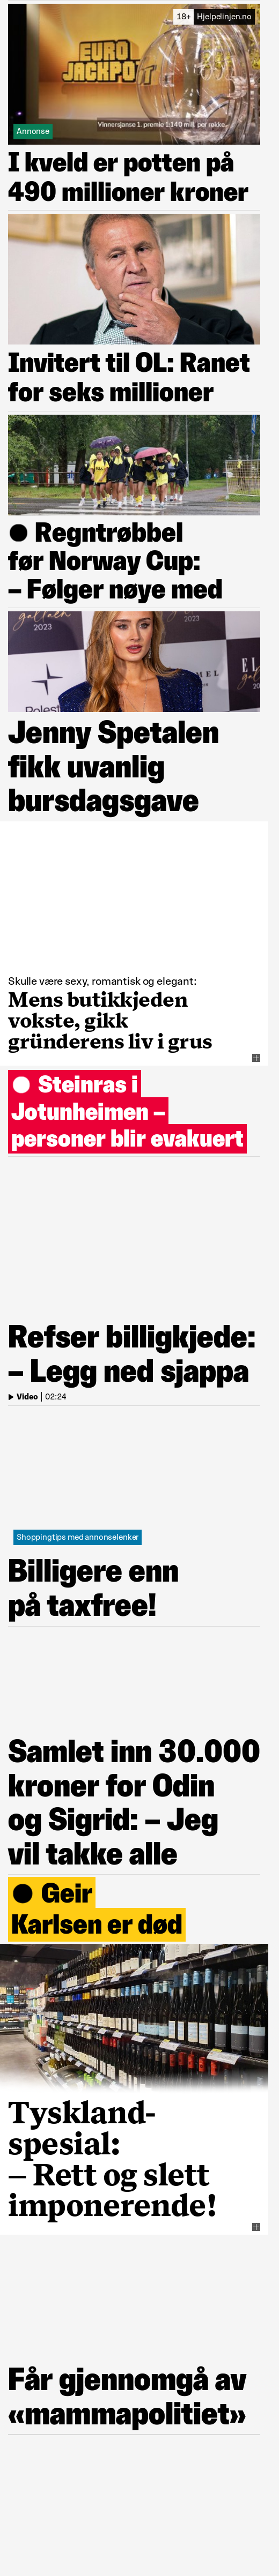 18+ Hjelpelinjen.no
EURO
JACKPOT
Vinnersjanse 1. premie 1:140 mill. per rekke
Annonse
I kveld er potten på
490 millioner kroner
Invitert til OL: Ranet
for seks millioner
Regntrøbbel
før Norway Cup:
– Følger nøye med
2023
Jenny Spetalen
fikk uvanlig
bursdagsgave
Skulle være sexy, romantisk og elegant:
Mens butikkjeden
vokste, gikk
gründerens liv i grus
Steinras i
Jotunheimen –
personer blir evakuert
Refser billigkjede:
– Legg ned sjappa
Video | 02:24
Shoppingtips med annonselenker
Billigere enn
på taxfree!
Samlet inn 30.000
kroner for Odin
og Sigrid: – Jeg
vil takke alle
Geir
Karlsen er død
Tyskland-
spesial:
– Rett og slett
imponerende!
Får gjennomgå av
«mammapolitiet»